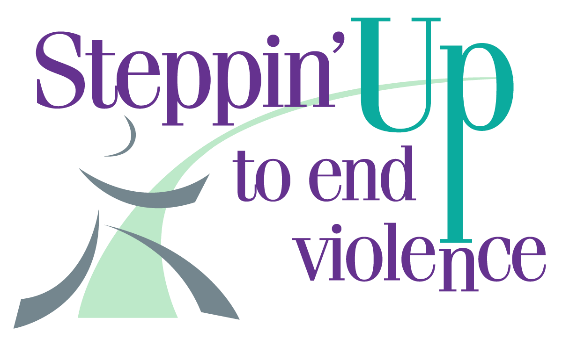 Steppin' Up
to end
violence